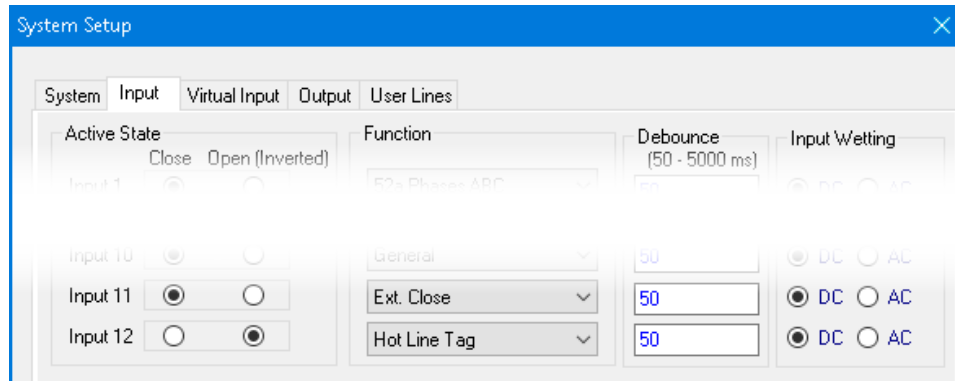 System Setup
System Input Virtual Input Output User Lines
Active State Function Debounce Input Wetting
Close Open (Inverted) (50 - 5000 ms)
Input 1 52a Phases ABC 50 DC AC
Input 10 General 50 DC AC
Input 11 Ext. Close 50 DC AC
Input 12 Hot Line Tag 50 DC AC